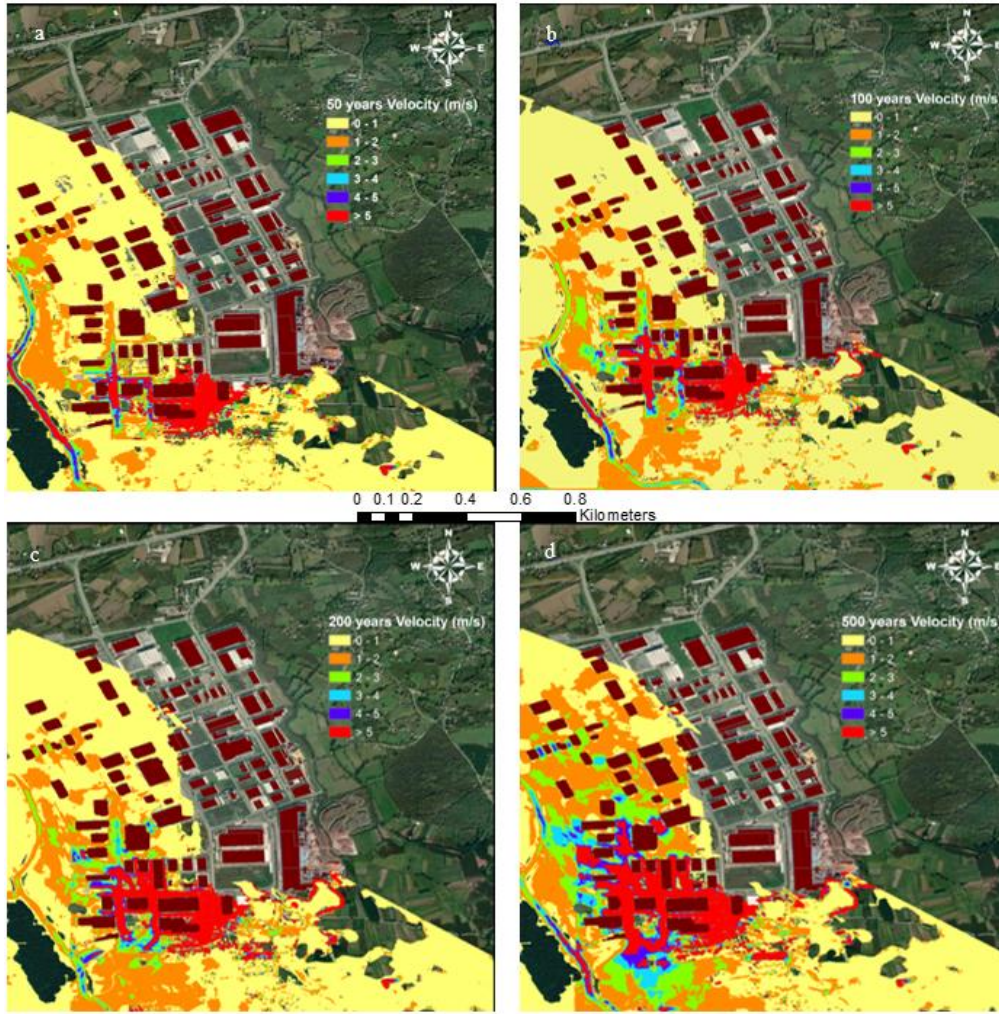 a
N
W E
S
50 years Velocity (m/s)
0 - 1
1 - 2
2 - 3
3 - 4
4 - 5
> 5
b
N
W E
S
100 years Velocity (m/s)
0 - 1
1 - 2
2 - 3
3 - 4
4 - 5
> 5
0 0.1 0.2 0.4 0.6 0.8
Kilometers
c
N
W E
S
200 years Velocity (m/s)
0 - 1
1 - 2
2 - 3
3 - 4
4 - 5
> 5
d
N
W E
S
500 years Velocity (m/s)
0 - 1
1 - 2
2 - 3
3 - 4
4 - 5
> 5